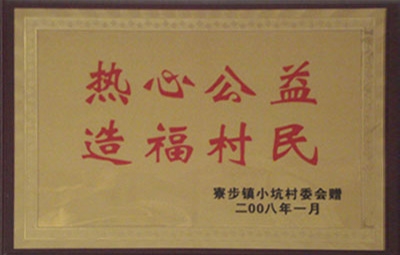 热心公益
造福村民
寮步镇小坑村委会赠
二00八年一月